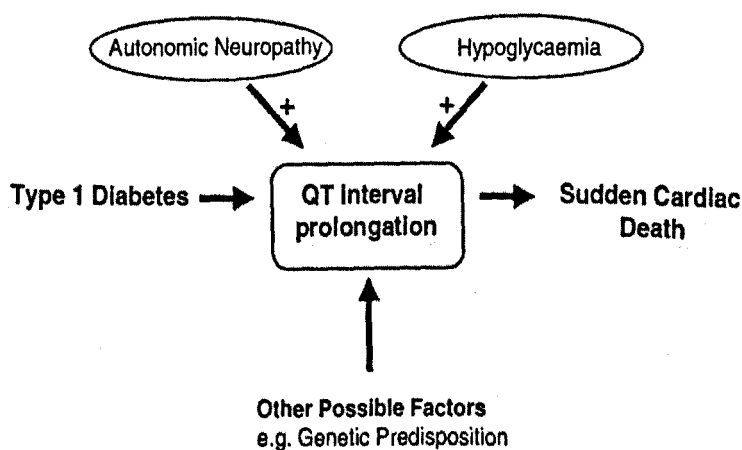 Autonomic Neuropathy
Hypoglycaemia
+
+
Type 1 Diabetes
QT Interval
prolongation
Sudden Cardiac
Death
Other Possible Factors
e.g. Genetic Predisposition